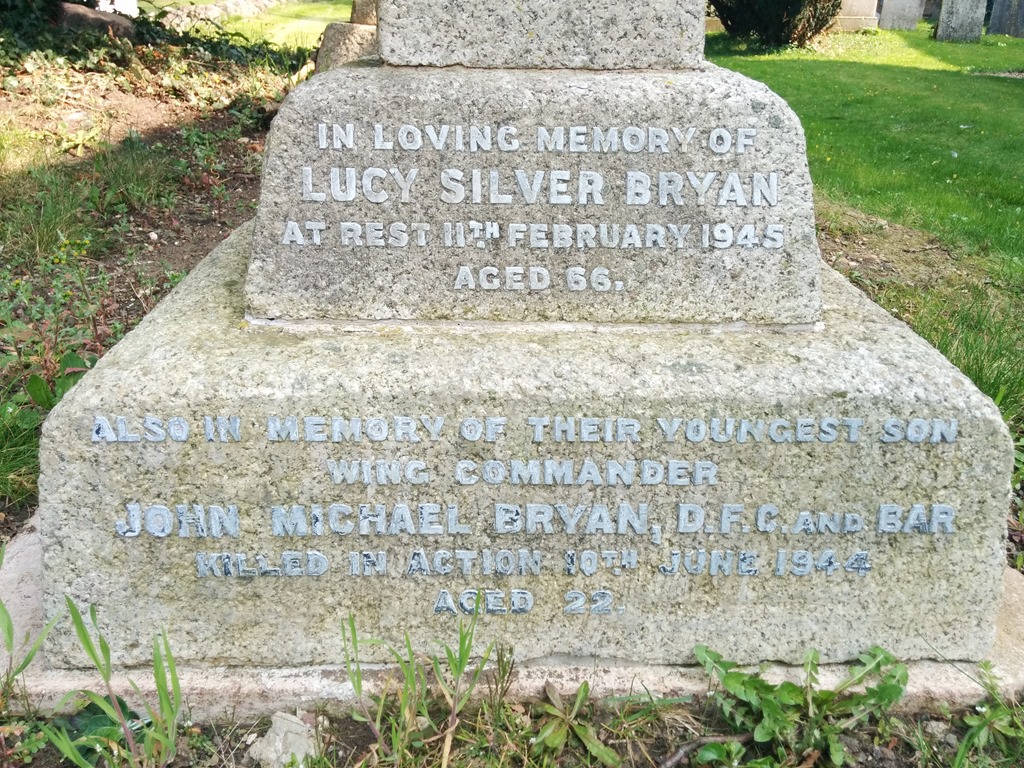 IN LOVING MEMORY OF
LUCY SILVER BRYAN
AT REST 11TH FEBRUARY 1945
AGED 66.
ALSO IN MEMORY OF THEIR YOUNGEST SON
WING COMMANDER
JOHN MICHAEL BRYAN, D.F.C. AND BAR
KILLED IN ACTION 10TH JUNE 1944
AGED 22.